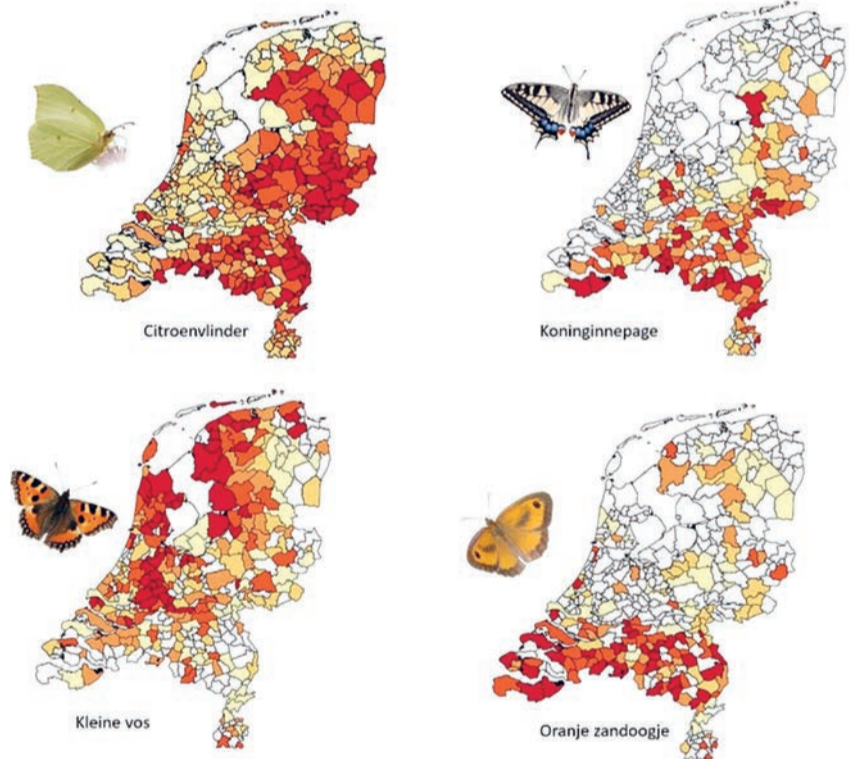 Citroenvlinder
Koninginnepage
Kleine vos
Oranje zandoogje